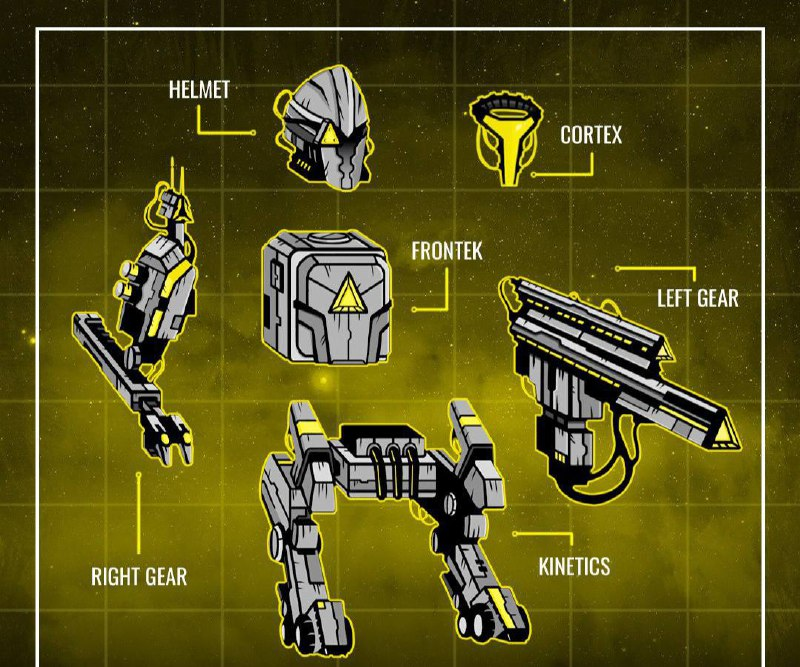 HELMET
CORTEX
FRONTEK
LEFT GEAR
KINETICS
RIGHT GEAR